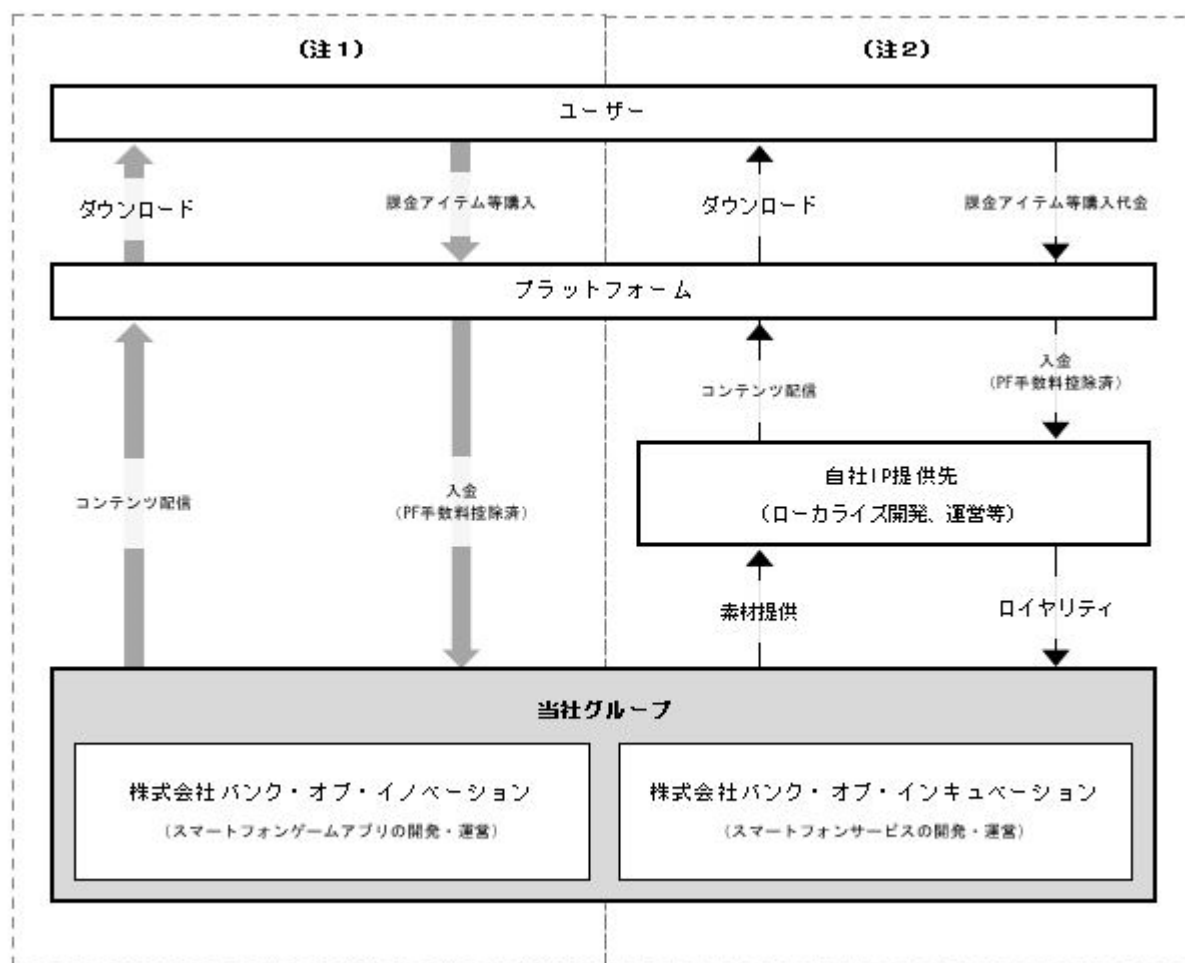 (注1)
(注2)
ユーザー
ダウンロード
課金アイテム等購入
ダウンロード
課金アイテム等購入代金
プラットフォーム
コンテンツ配信
入金
(PF手数料控除済)
コンテンツ配信
入金
(PF手数料控除済)
自社IP提供先
(ローカライズ開発、運営等)
素材提供
ロイヤリティ
当社グループ
株式会社バンク・オブ・イノベーション
(スマートフォンゲームアプリの開発・運営)
株式会社バンク・オブ・インキュベーション
(スマートフォンサービスの開発・運営)